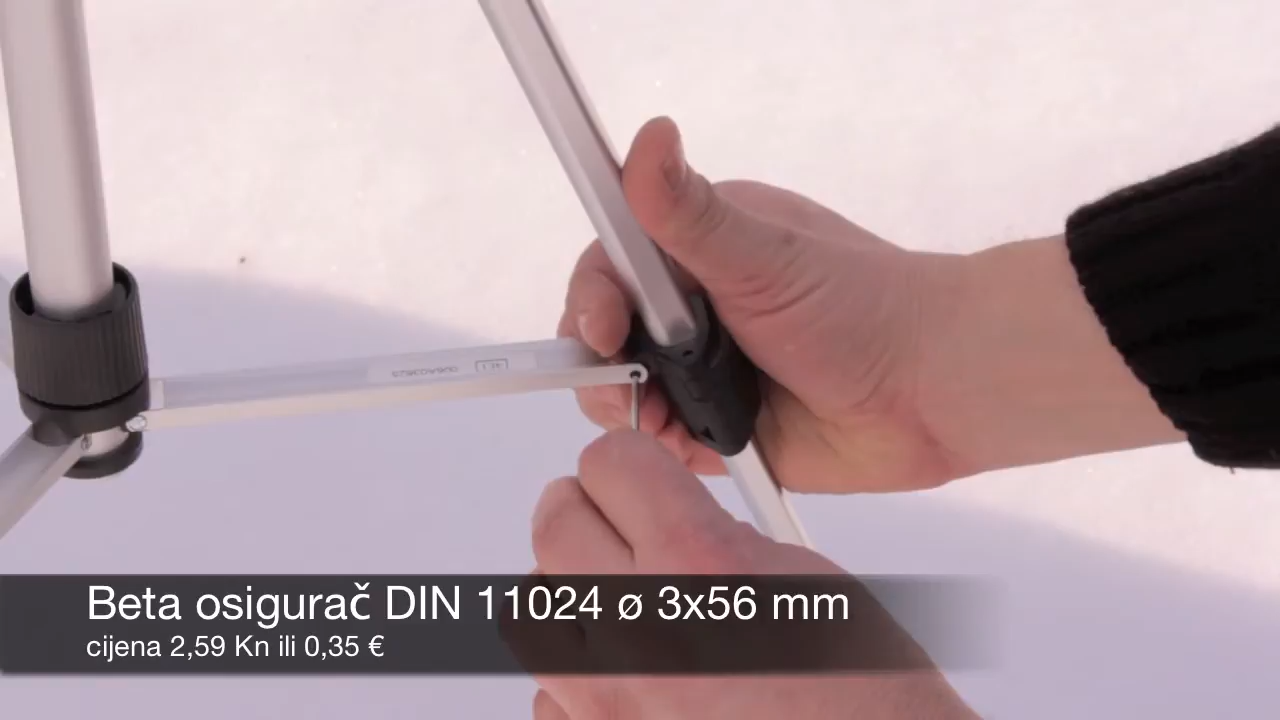 Beta osigurač DIN 11024 ø 3x56 mm
cijena 2,59 Kn ili 0,35 €